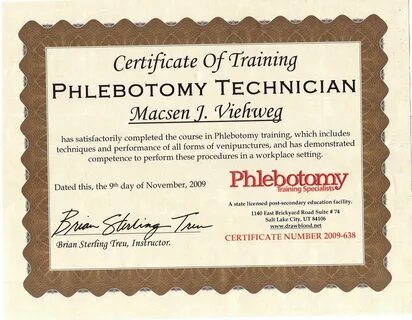 Certificate Of Training
PHLEBOTOMY TECHNICIAN
Macsen J. Viehweg
has satisfactorily completed the course in Phlebotomy training, which includes
techniques and performance of all forms of venipunctures, and has demonstrated
competence to perform these procedures in a workplace setting.
Dated this, the 9th day of November, 2009
Phlebotomy
Training Specialists
A state licensed post-secondary education facility.
1140 East Brickyard Road Suite # 74
Salt Lake City, UT 84106
www.drawblood.net
Brian Sterling Treu
Brian Sterling Treu, Instructor.
CERTIFICATE NUMBER 2009-638